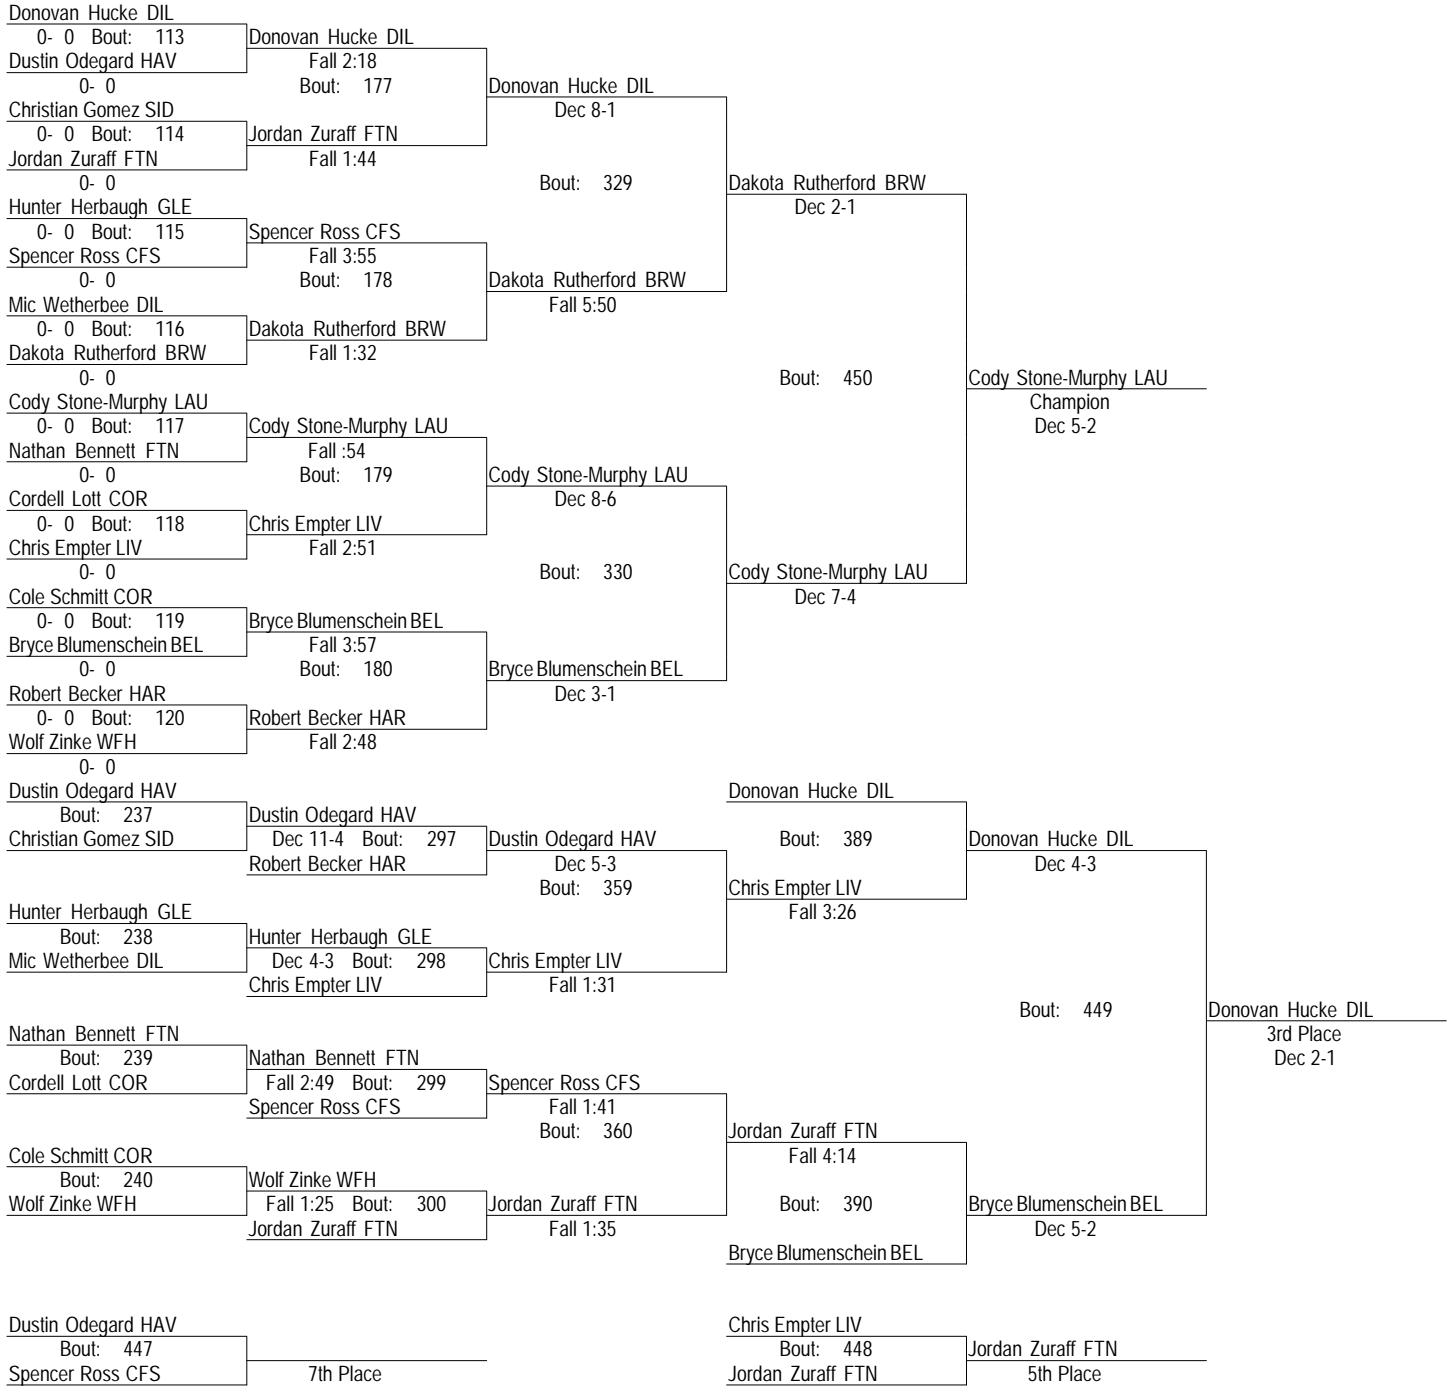 Donovan Hucke DIL
0- 0 Bout: 113 Donovan Hucke DIL
Dustin Odegard HAV Fall 2:18
0- 0 Bout: 177 Donovan Hucke DIL
Christian Gomez SID Dec 8-1
0- 0 Bout: 114 Jordan Zuraff FTN
Jordan Zuraff FTN Fall 1:44
0- 0 Bout: 329 Dakota Rutherford BRW
Hunter Herbaugh GLE Dec 2-1
0- 0 Bout: 115 Spencer Ross CFS
Spencer Ross CFS Fall 3:55
0- 0 Bout: 178 Dakota Rutherford BRW
Mic Wetherbee DIL Fall 5:50
0- 0 Bout: 116 Dakota Rutherford BRW
Dakota Rutherford BRW Fall 1:32
0- 0 Bout: 450 Cody Stone-Murphy LAU
Cody Stone-Murphy LAU Champion
0- 0 Bout: 117 Cody Stone-Murphy LAU Dec 5-2
Nathan Bennett FTN Fall :54
0- 0 Bout: 179 Cody Stone-Murphy LAU
Cordell Lott COR Dec 8-6
0- 0 Bout: 118 Chris Empter LIV
Chris Empter LIV Fall 2:51
0- 0 Bout: 330 Cody Stone-Murphy LAU
Cole Schmitt COR Dec 7-4
0- 0 Bout: 119 Bryce Blumenschein BEL
Bryce Blumenschein BEL Fall 3:57
0- 0 Bout: 180 Bryce Blumenschein BEL
Robert Becker HAR Dec 3-1
0- 0 Bout: 120 Robert Becker HAR
Wolf Zinke WFH Fall 2:48
0- 0
Dustin Odegard HAV Donovan Hucke DIL
Bout: 237 Dustin Odegard HAV
Christian Gomez SID Dec 11-4 Bout: 297 Dustin Odegard HAV Bout: 389 Donovan Hucke DIL
Robert Becker HAR Dec 5-3 Dec 4-3
Bout: 359 Chris Empter LIV
Hunter Herbaugh GLE Fall 3:26
Bout: 238 Hunter Herbaugh GLE
Mic Wetherbee DIL Dec 4-3 Bout: 298 Chris Empter LIV
Chris Empter LIV Fall 1:31
Bout: 449 Donovan Hucke DIL
Nathan Bennett FTN 3rd Place
Bout: 239 Nathan Bennett FTN Dec 2-1
Cordell Lott COR Fall 2:49 Bout: 299 Spencer Ross CFS
Spencer Ross CFS Fall 1:41
Bout: 360 Jordan Zuraff FTN
Cole Schmitt COR Fall 4:14
Bout: 240 Wolf Zinke WFH
Wolf Zinke WFH Fall 1:25 Bout: 300 Jordan Zuraff FTN Bout: 390 Bryce Blumenschein BEL
Jordan Zuraff FTN Fall 1:35 Dec 5-2
Bryce Blumenschein BEL
Dustin Odegard HAV Chris Empter LIV
Bout: 447 Bout: 448 Jordan Zuraff FTN
Spencer Ross CFS 7th Place Jordan Zuraff FTN 5th Place